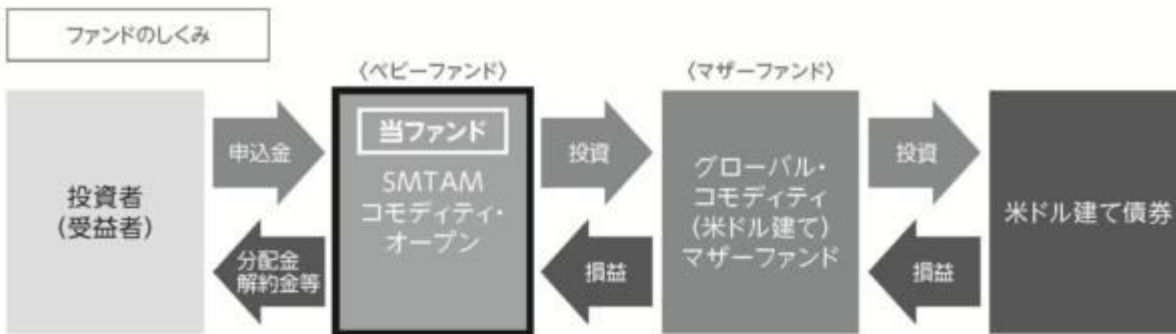 ファンドのしくみ
〈ベビーファンド〉
〈マザーファンド〉
投資者
(受益者)
申込金
分配金
解約金等
当ファンド
SMTAM
コモディティ・
オープン
投資
損益
グローバル・
コモディティ
(米ドル建て)
マザーファンド
投資
損益
米ドル建て債券